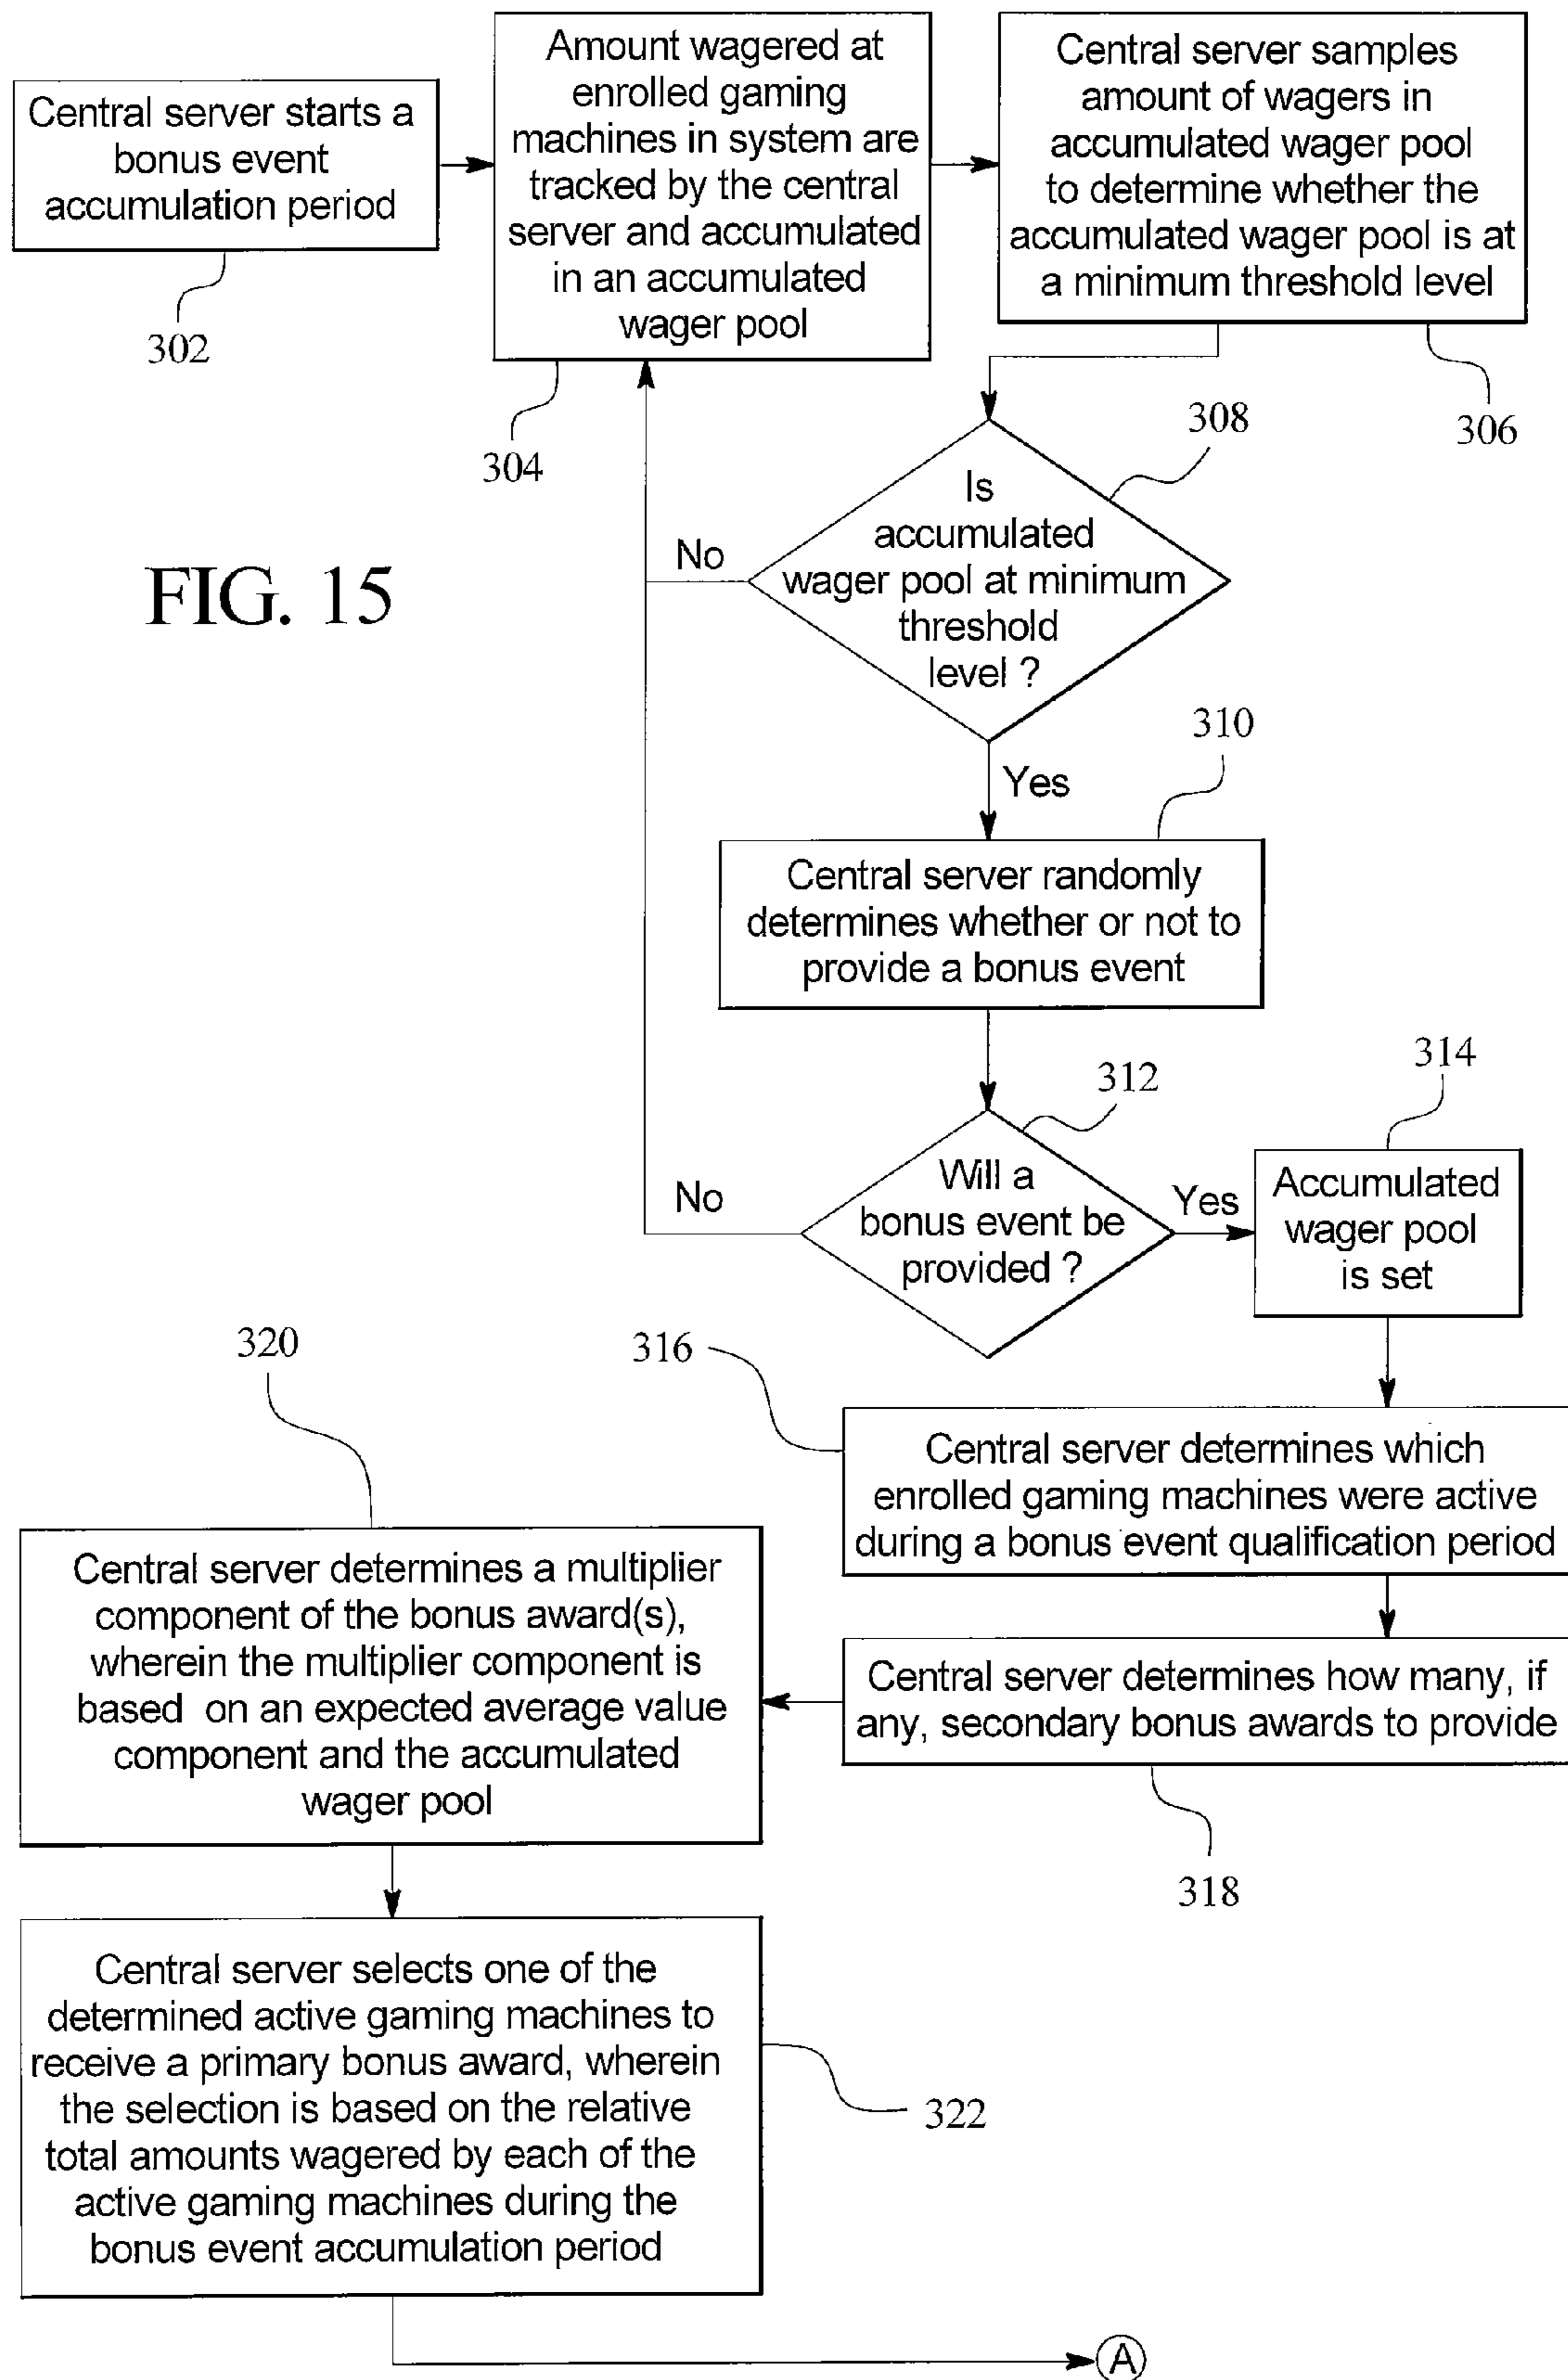 Central server starts a
bonus event
accumulation period
302
Amount wagered at
enrolled gaming
machines in system are
tracked by the central
server and accumulated
in an accumulated
wager pool
304
Central server samples
amount of wagers in
accumulated wager pool
to determine whether the
accumulated wager pool is at
a minimum threshold level
306
FIG. 15
308
Is
accumulated
wager pool at minimum
threshold
level ?
No
Yes
310
Central server randomly
determines whether or not to
provide a bonus event
312
Will a
bonus event be
provided ?
No
Yes
314
Accumulated
wager pool
is set
316
Central server determines which
enrolled gaming machines were active
during a bonus event qualification period
Central server determines how many, if
any, secondary bonus awards to provide
318
320
Central server determines a multiplier
component of the bonus award(s),
wherein the multiplier component is
based on an expected average value
component and the accumulated
wager pool
Central server selects one of the
determined active gaming machines to
receive a primary bonus award, wherein
the selection is based on the relative
total amounts wagered by each of the
active gaming machines during the
bonus event accumulation period
322
A